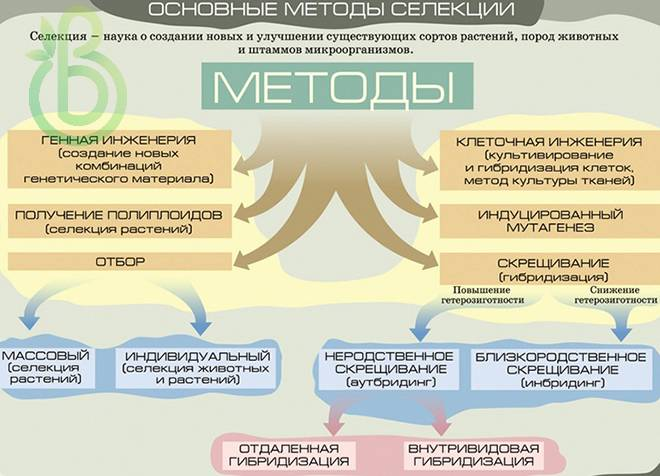 ОСНОВНЫЕ МЕТОДЫ СЕЛЕКЦИИ
Селекция – наука о создании новых и улучшении существующих сортов растений, пород животных
и штаммов микроорганизмов.
МЕТОДЫ
ГЕННАЯ ИНЖЕНЕРИЯ
(создание новых
комбинаций
генетического материала)
КЛЕТОЧНАЯ ИНЖЕНЕРИЯ
(культивирование
и гибридизация клеток,
метод культуры тканей)
ПОЛУЧЕНИЕ ПОЛИПЛОИДОВ
(селекция растений)
ИНДУЦИРОВАННЫЙ
МУТАГЕНЕЗ
ОТБОР
СКРЕЩИВАНИЕ
(гибридизация)
Повышение
гетерозиготности
Снижение
гетерозиготности
МАССОВЫЙ
(селекция
растений)
ИНДИВИДУАЛЬНЫЙ
(селекция животных
и растений)
НЕРОДСТВЕННОЕ
СКРЕЩИВАНИЕ
(аутбридинг)
БЛИЗКОРОДСТВЕННОЕ
СКРЕЩИВАНИЕ
(инбридинг)
ОТДАЛЕННАЯ
ГИБРИДИЗАЦИЯ
ВНУТРИВИДОВАЯ
ГИБРИДИЗАЦИЯ